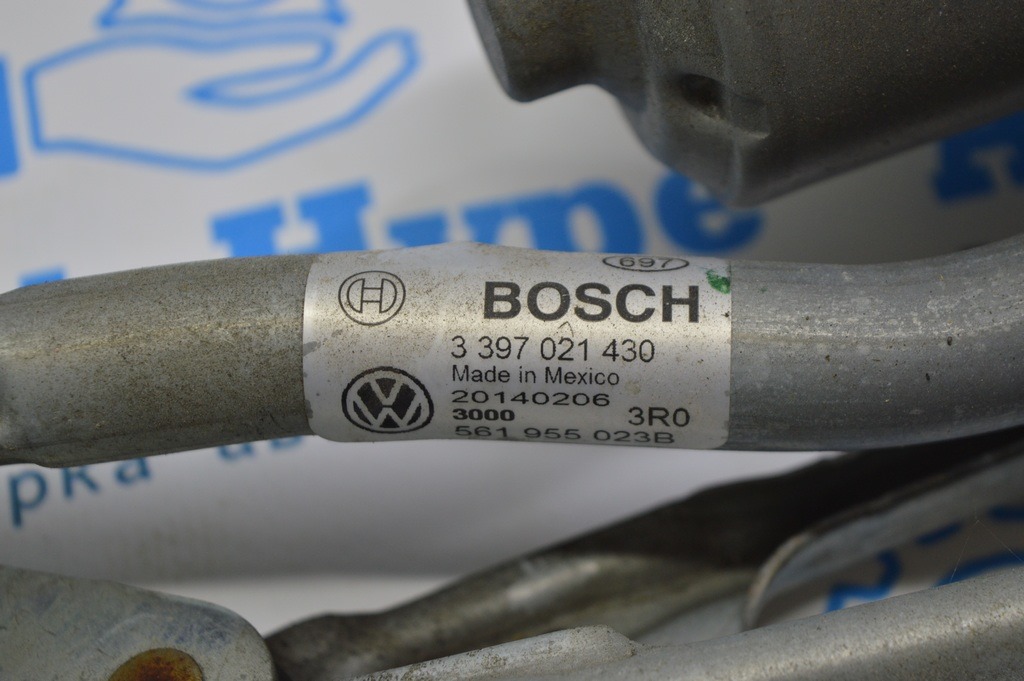 697
BOSCH
3 397 021 430
Made in Mexico
20140206
3000 3R0
561 955 023B